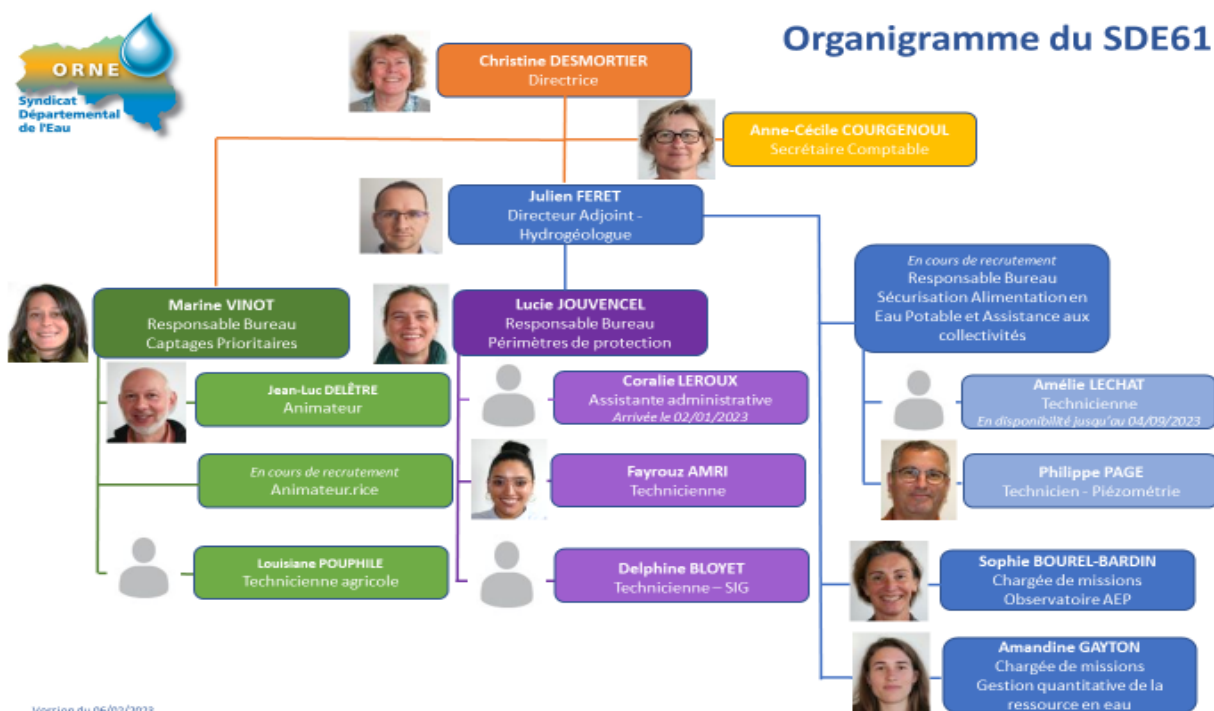 Organigramme du SDE61
ORNE
Syndicat
Départemental
de l'Eau
Christine DESMORTIER
Directrice
Anne-Cécile COURGENOUL
Secrétaire Comptable
Julien FERET
Directeur Adjoint -
Hydrogéologue
Marine VINOT
Responsable Bureau
Captages Prioritaires
Jean-Luc DELÊTRE
Animateur
En cours de recrutement
Animateur.rice
Louisiane POUPHILE
Technicienne agricole
Lucie JOUVENCEL
Responsable Bureau
Périmètres de protection
Coralie LEROUX
Assistante administrative
Arrivée le 02/01/2023
Fayrouz AMRI
Technicienne
Delphine BLOYET
Technicienne – SIG
En cours de recrutement
Responsable Bureau
Sécurisation Alimentation en
Eau Potable et Assistance aux
collectivités
Amélie LECHAT
Technicienne
En disponibilité jusqu'au 04/09/2023
Philippe PAGE
Technicien - Piézométrie
Sophie BOUREL-BARDIN
Chargée de missions
Observatoire AEP
Amandine GAYTON
Chargée de missions
Gestion quantitative de la
ressource en eau
Version du